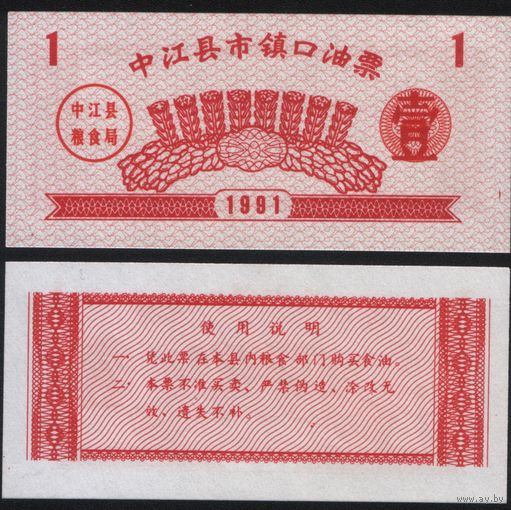 1
中江县市镇口油票
1
中江县
粮食局
壹
1991
使用说明
一. 凭此票在本县内粮食部门购买食油。
二. 本票不准买卖、严禁伪造、涂改无
效、遗失不补。
www.av.by